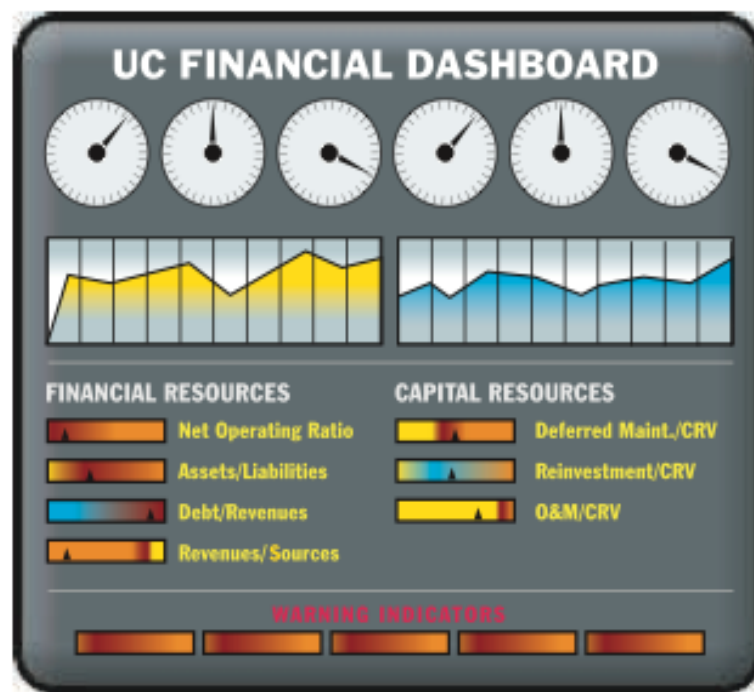 UC FINANCIAL DASHBOARD
FINANCIAL RESOURCES
Net Operating Ratio
Assets/Liabilities
Debt/Revenues
Revenues/Sources
CAPITAL RESOURCES
Deferred Maint./CRV
Reinvestment/CRV
O&M/CRV
WARNING INDICATORS